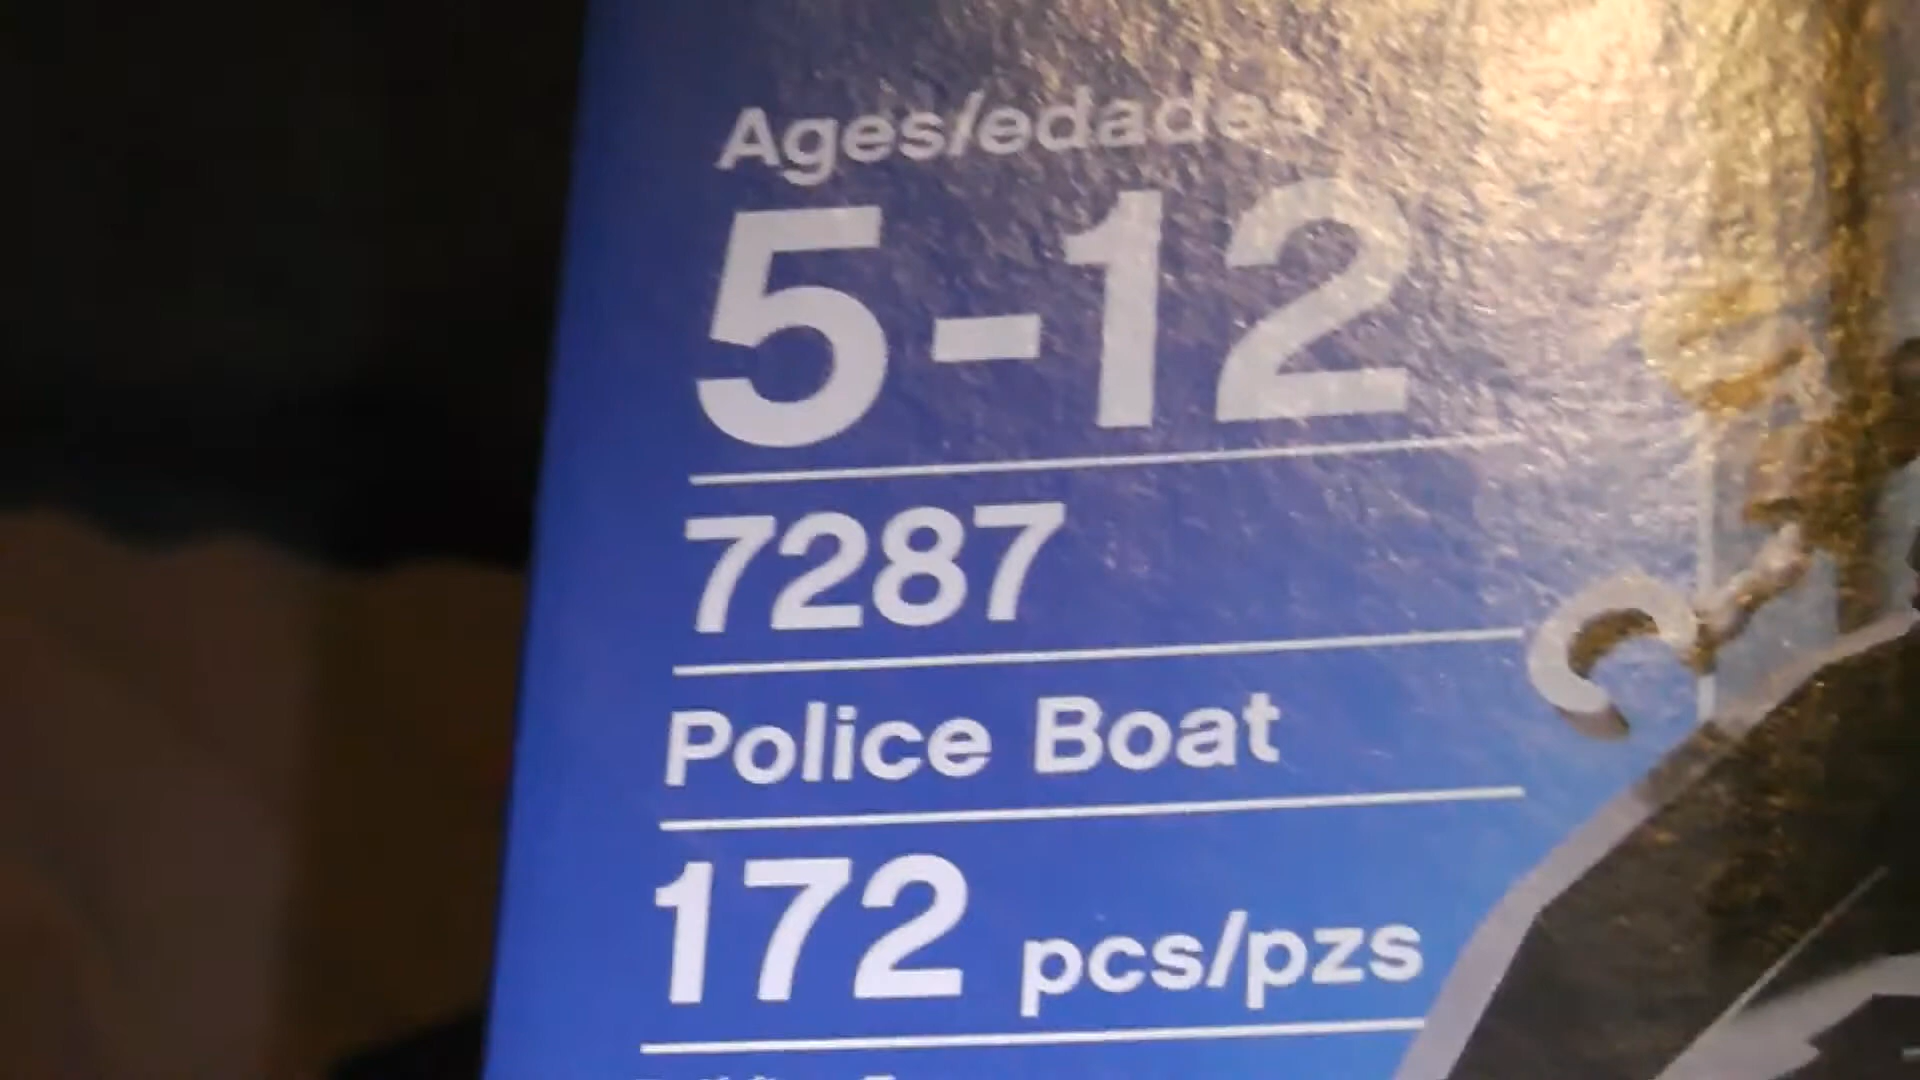 Ages/edades
5-12
7287
Police Boat
172 pcs/pzs